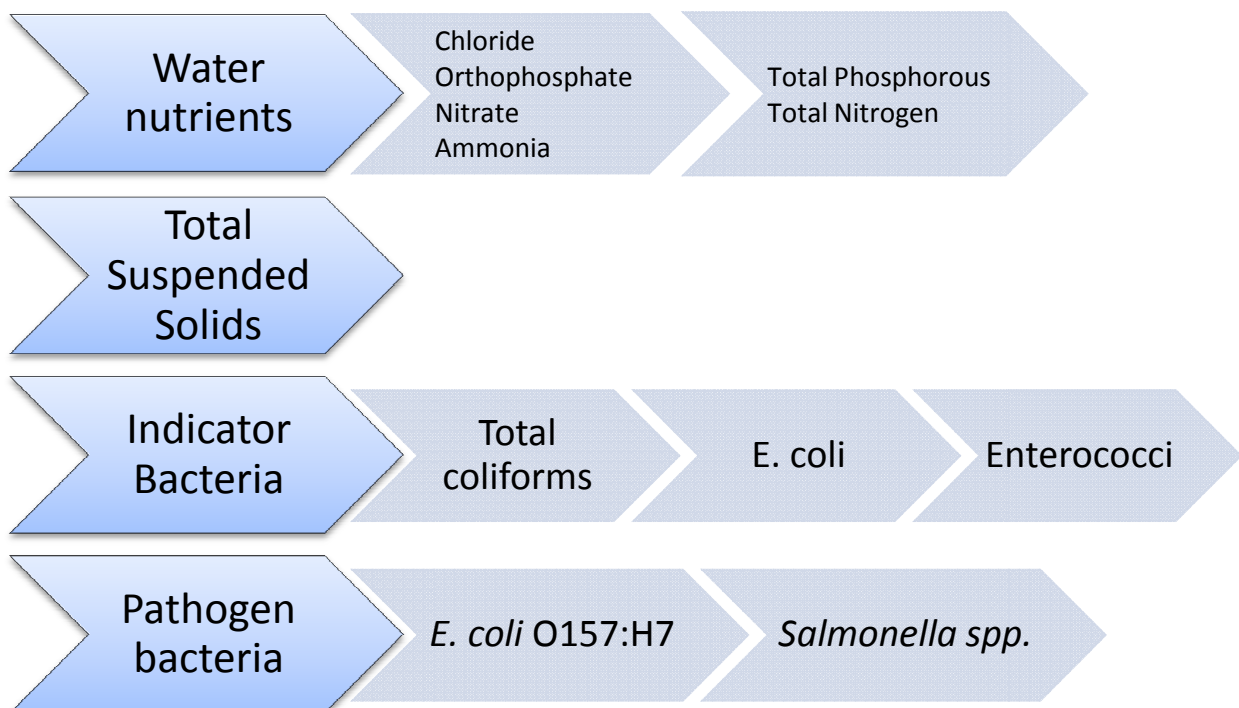 Water
nutrients
Chloride
Orthophosphate
Nitrate
Ammonia
Total Phosphorous
Total Nitrogen
Total
Suspended
Solids
Indicator
Bacteria
Total
coliforms
E. coli
Enterococci
Pathogen
bacteria
E. coli O157:H7
Salmonella spp.